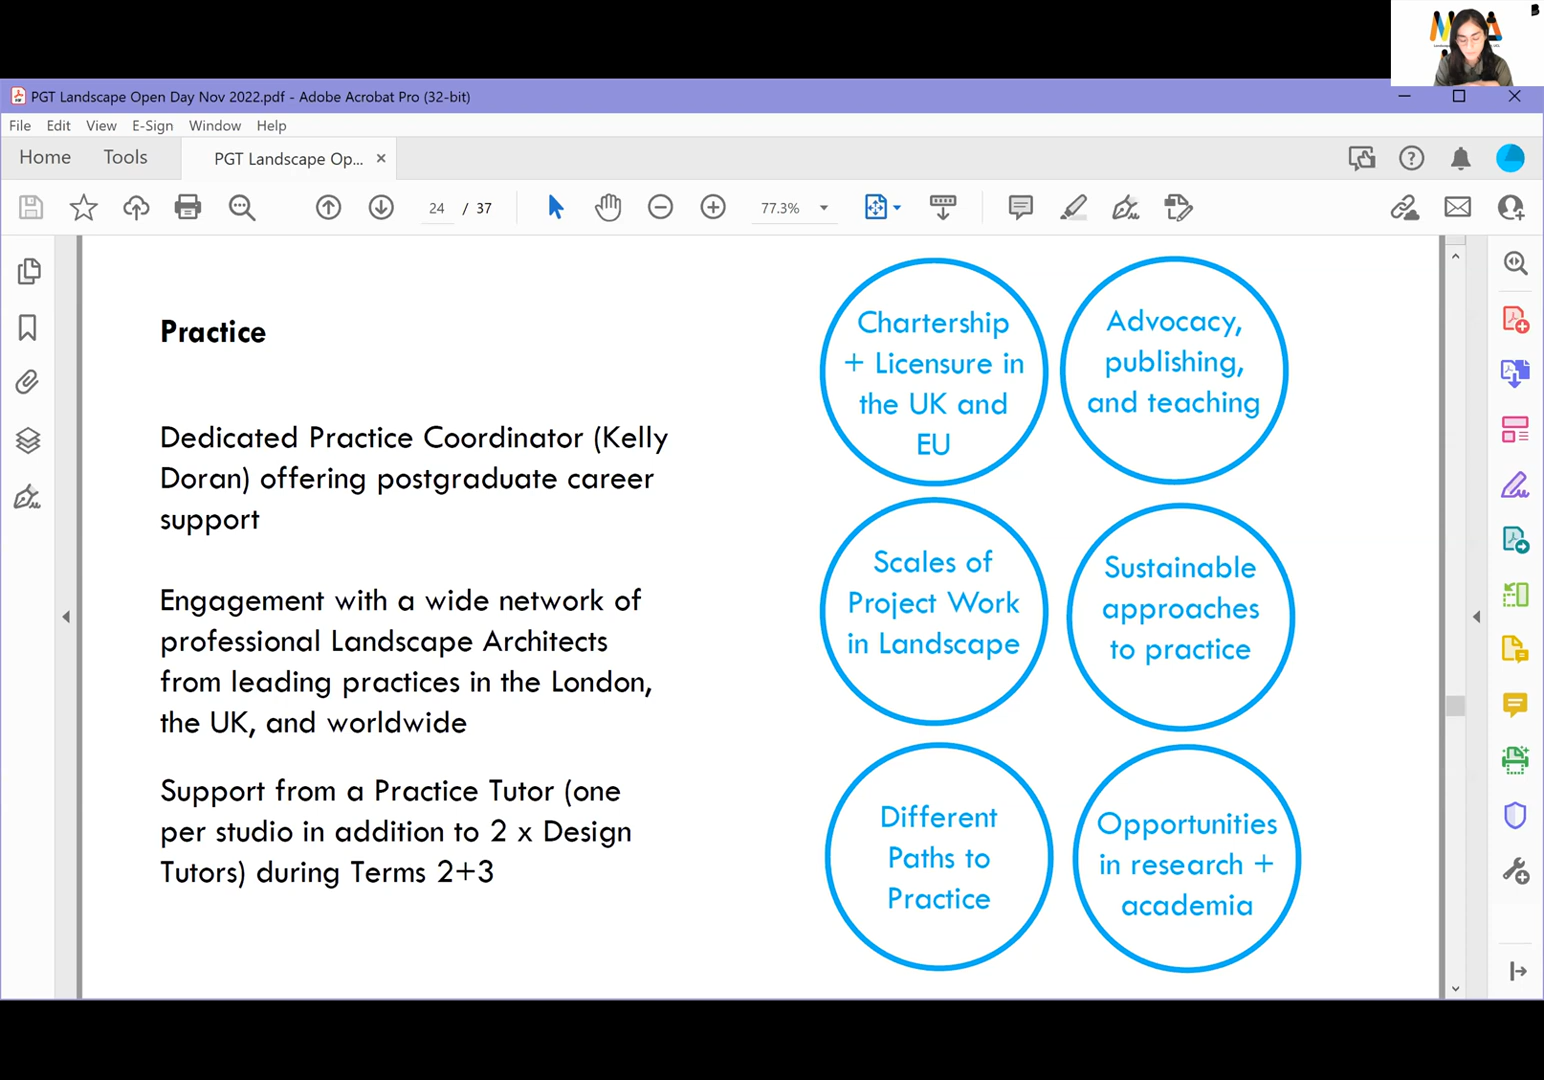 PGT Landscape Open Day Nov 2022.pdf - Adobe Acrobat Pro (32-bit)
File Edit View E-Sign Window Help
Home Tools PGT Landscape Op...
24 / 37 77.3%
Practice
Dedicated Practice Coordinator (Kelly
Doran) offering postgraduate career
support
Engagement with a wide network of
professional Landscape Architects
from leading practices in the London,
the UK, and worldwide
Support from a Practice Tutor (one
per studio in addition to 2 x Design
Tutors) during Terms 2+3
Chartership
+ Licensure in
the UK and
EU
Advocacy,
publishing,
and teaching
Scales of
Project Work
in Landscape
Sustainable
approaches
to practice
Different
Paths to
Practice
Opportunities
in research +
academia